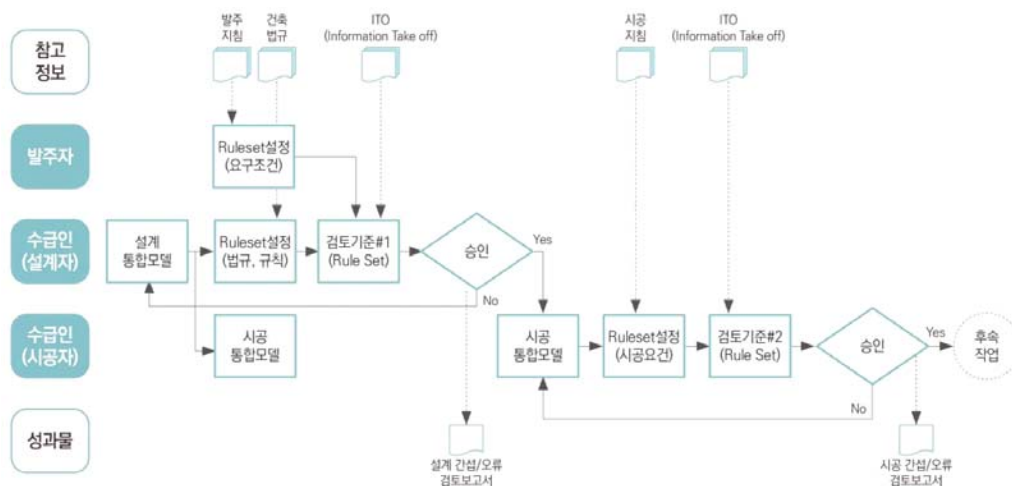 발주
지침
건축
법규
ITO
(Information Take off)
시공
지침
ITO
(Information Take off)
참고
정보
발주자
Ruleset설정
(요구조건)
수급인
(설계자)
설계
통합모델
Ruleset설정
(법규, 규칙)
검토기준#1
(Rule Set)
승인
Yes
No
수급인
(시공자)
시공
통합모델
시공
통합모델
Ruleset설정
(시공요건)
검토기준#2
(Rule Set)
승인
Yes
No
후속
작업
성과물
설계 간섭/오류
검토보고서
시공 간섭/오류
검토보고서